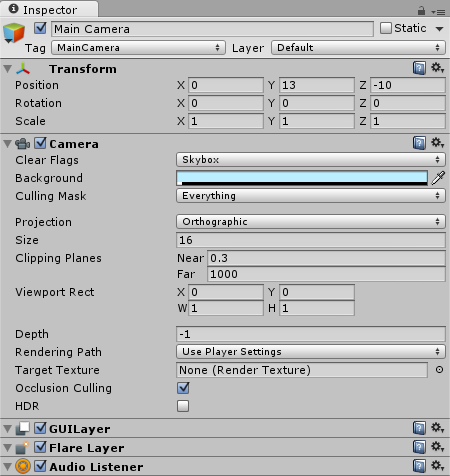 Inspector
Main Camera Static
Tag MainCamera Layer Default
Transform
Position X 0 Y 13 Z -10
Rotation X 0 Y 0 Z 0
Scale X 1 Y 1 Z 1
Camera
Clear Flags Skybox
Background
Culling Mask Everything
Projection Orthographic
Size 16
Clipping Planes Near 0.3
Far 1000
Viewport Rect X 0 Y 0
W 1 H 1
Depth -1
Rendering Path Use Player Settings
Target Texture None (Render Texture)
Occlusion Culling
HDR
GUILayer
Flare Layer
Audio Listener